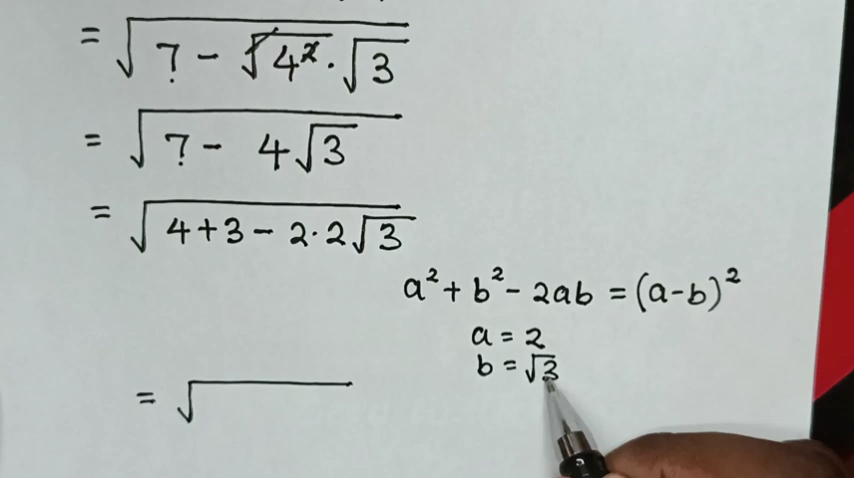 = √(7 - √4² · √3)
= √(7 - 4√3)
= √(4+3 - 2·2√3)
a² + b² - 2ab = (a-b)²
a = 2
b = √3
= √